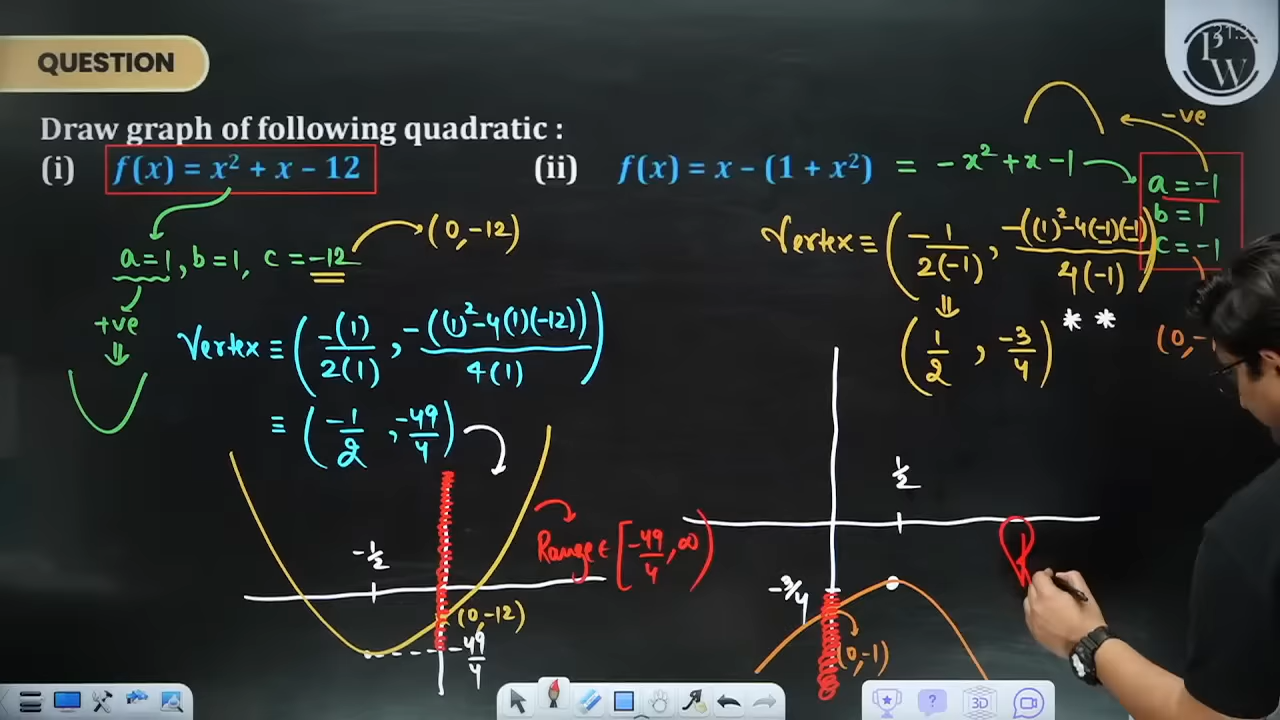 QUESTION
PW
Draw graph of following quadratic :
(i) f(x) = x² + x − 12
(ii) f(x) = x − (1 + x²) = -x²+x-1
-ve
a=-1
b=1
c=-1
a=1, b=1, c=-12
(0,-12)
+ve
⇓
Vertex ≡ (-(1)/2(1), -((1)²-4(1)(-12))/4(1))
≡ (-1/2, -49/4)
Vertex ≡ (-1/2(-1), -((1)²-4(-1)(-1))/4(-1))
⇓
(1/2, -3/4) **
(0,-
-1/2
(0,-12)
-49/4
Range ∈ [-49/4, ∞)
1/2
-3/4
(0,-1)
3D